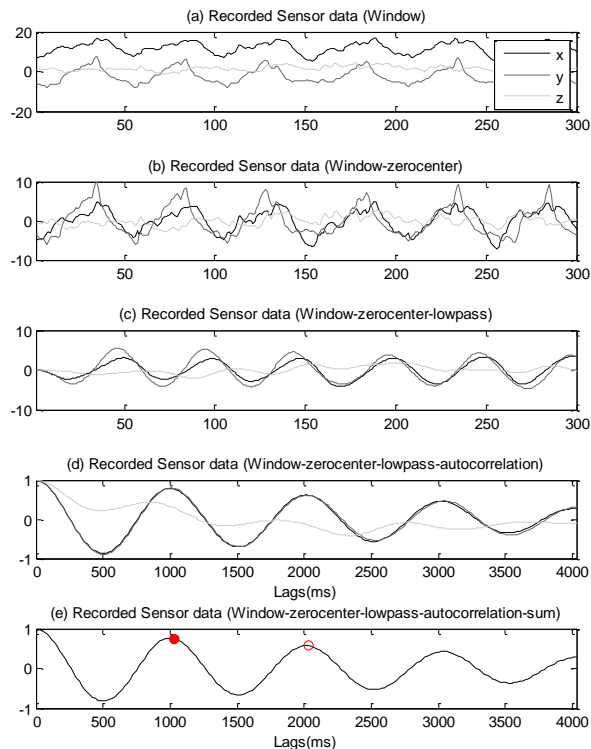 (a) Recorded Sensor data (Window)
20
0
-20
x
y
z
50 100 150 200 250 300
(b) Recorded Sensor data (Window-zerocenter)
10
0
-10
50 100 150 200 250 300
(c) Recorded Sensor data (Window-zerocenter-lowpass)
10
0
-10
50 100 150 200 250 300
(d) Recorded Sensor data (Window-zerocenter-lowpass-autocorrelation)
1
0
-1
0 500 1000 1500 2000 2500 3000 3500 4000
Lags(ms)
(e) Recorded Sensor data (Window-zerocenter-lowpass-autocorrelation-sum)
1
0
-1
0 500 1000 1500 2000 2500 3000 3500 4000
Lags(ms)